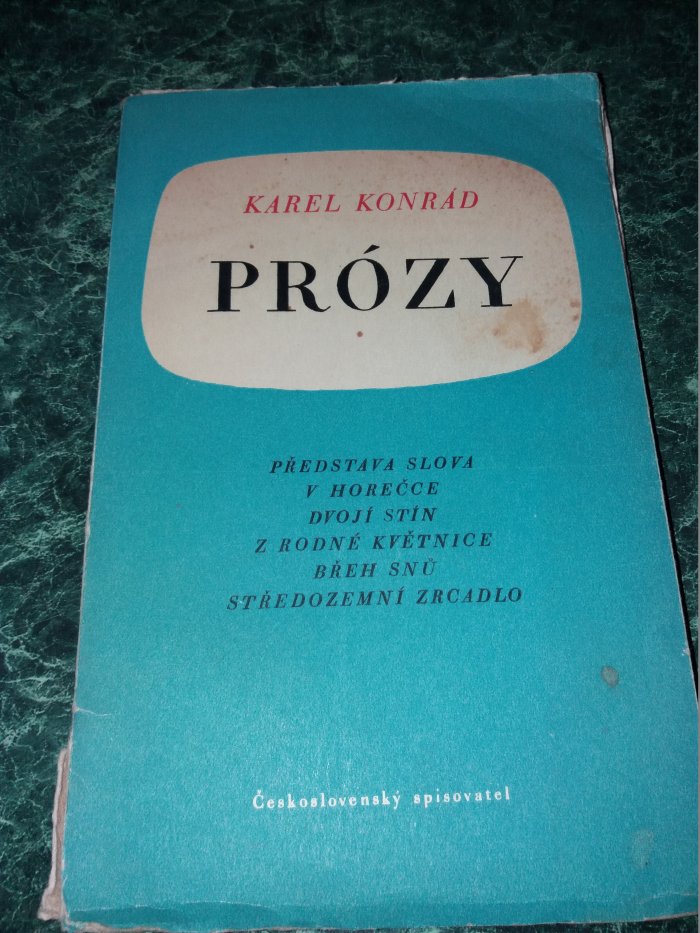 KAREL KONRÁD
PRÓZY
PŘEDSTAVA SLOVA
V HOREČCE
DVOJÍ STÍN
Z RODNÉ KVĚTNICE
BŘEH SNŮ
STŘEDOZEMNÍ ZRCADLO
Československý spisovatel